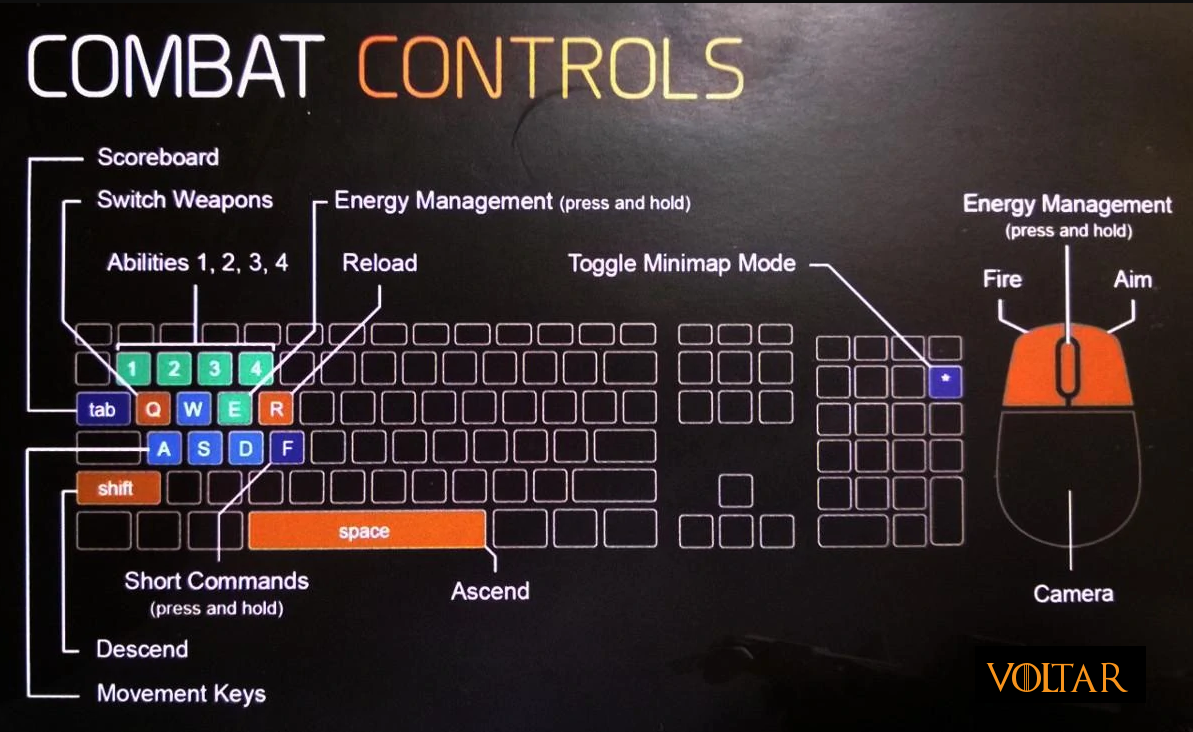 COMBAT CONTROLS
Scoreboard
Switch Weapons
Energy Management (press and hold)
Energy Management
(press and hold)
Abilities 1, 2, 3, 4
Reload
Toggle Minimap Mode
Fire
Aim
1 2 3 4
*
tab Q W E R
A S D F
shift
space
Short Commands
(press and hold)
Ascend
Camera
Descend
Movement Keys
VOLTAR